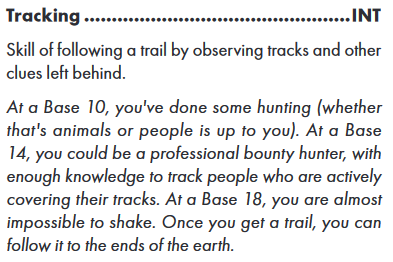 Tracking ..................................................INT
Skill of following a trail by observing tracks and other
clues left behind.
At a Base 10, you've done some hunting (whether
that's animals or people is up to you). At a Base
14, you could be a professional bounty hunter, with
enough knowledge to track people who are actively
covering their tracks. At a Base 18, you are almost
impossible to shake. Once you get a trail, you can
follow it to the ends of the earth.